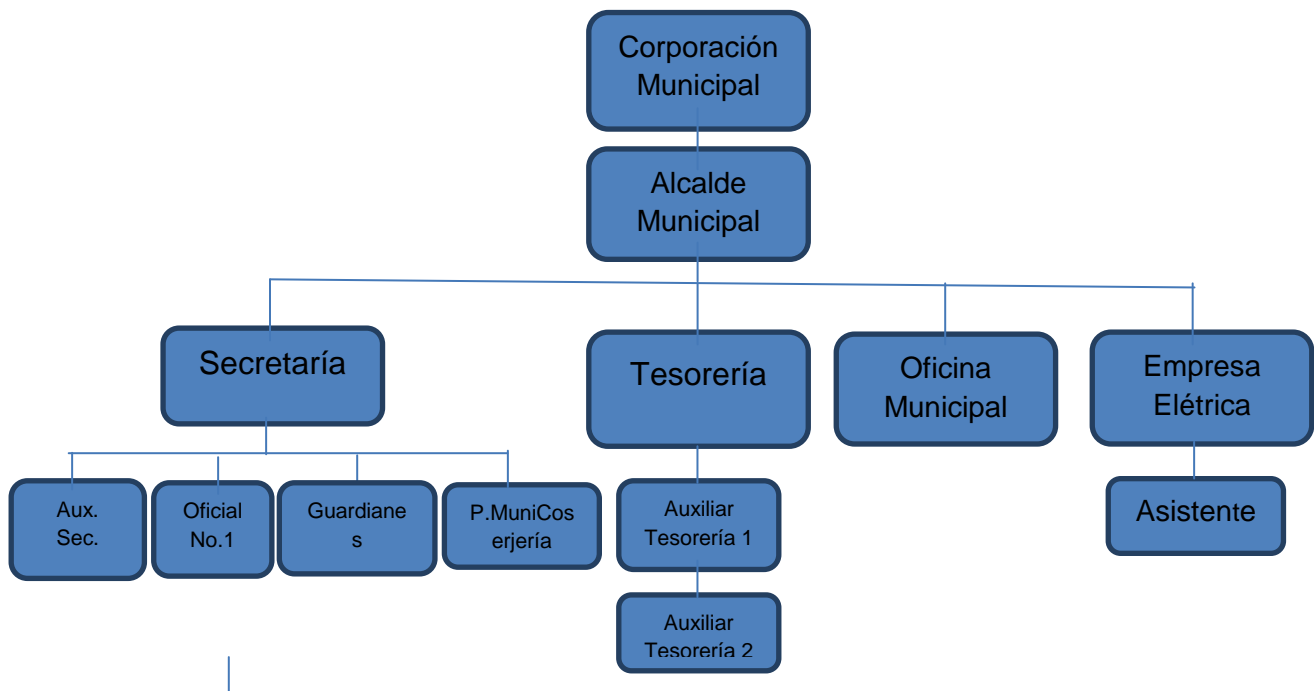 Corporación
Municipal
Alcalde
Municipal
Secretaría
Tesorería
Oficina
Municipal
Empresa
Elétrica
Aux.
Sec.
Oficial
No.1
Guardiane
s
P.MuniCos
erjería
Auxiliar
Tesorería 1
Asistente
Auxiliar
Tesorería 2